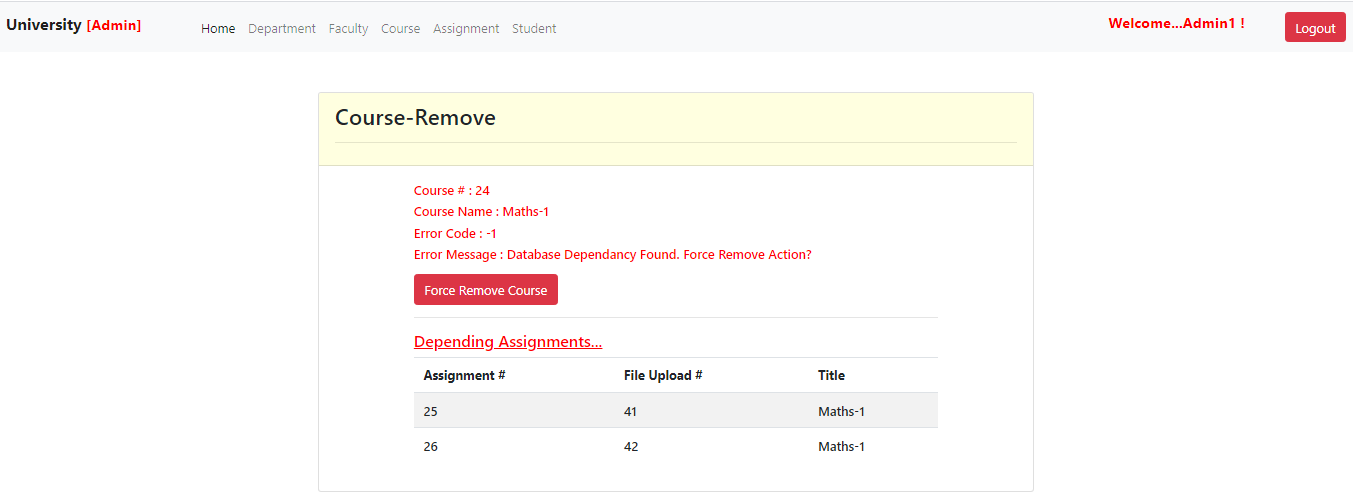 University [Admin] Home Department Faculty Course Assignment Student Welcome...Admin1 ! Logout
Course-Remove
Course # : 24
Course Name : Maths-1
Error Code : -1
Error Message : Database Dependancy Found. Force Remove Action?
Force Remove Course
Depending Assignments...
Assignment # File Upload # Title
25 41 Maths-1
26 42 Maths-1